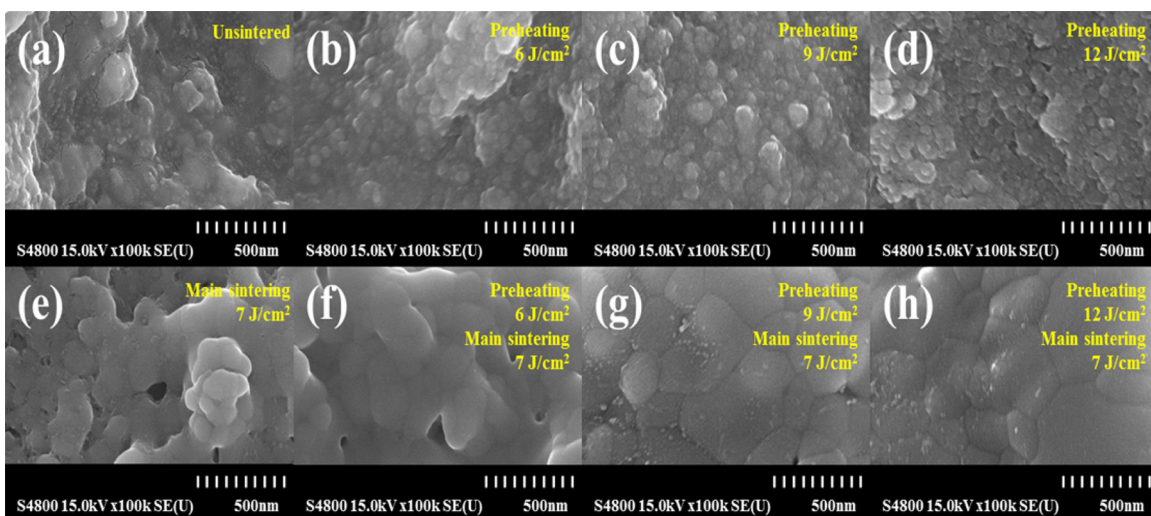 (a)
Unsintered
(b)
Preheating
6 J/cm²
(c)
Preheating
9 J/cm²
(d)
Preheating
12 J/cm²
S4800 15.0kV x100k SE(U) 500nm
S4800 15.0kV x100k SE(U) 500nm
S4800 15.0kV x100k SE(U) 500nm
S4800 15.0kV x100k SE(U) 500nm
(e)
Main sintering
7 J/cm²
(f)
Preheating
6 J/cm²
Main sintering
7 J/cm²
(g)
Preheating
9 J/cm²
Main sintering
7 J/cm²
(h)
Preheating
12 J/cm²
Main sintering
7 J/cm²
S4800 15.0kV x100k SE(U) 500nm
S4800 15.0kV x100k SE(U) 500nm
S4800 15.0kV x100k SE(U) 500nm
S4800 15.0kV x100k SE(U) 500nm